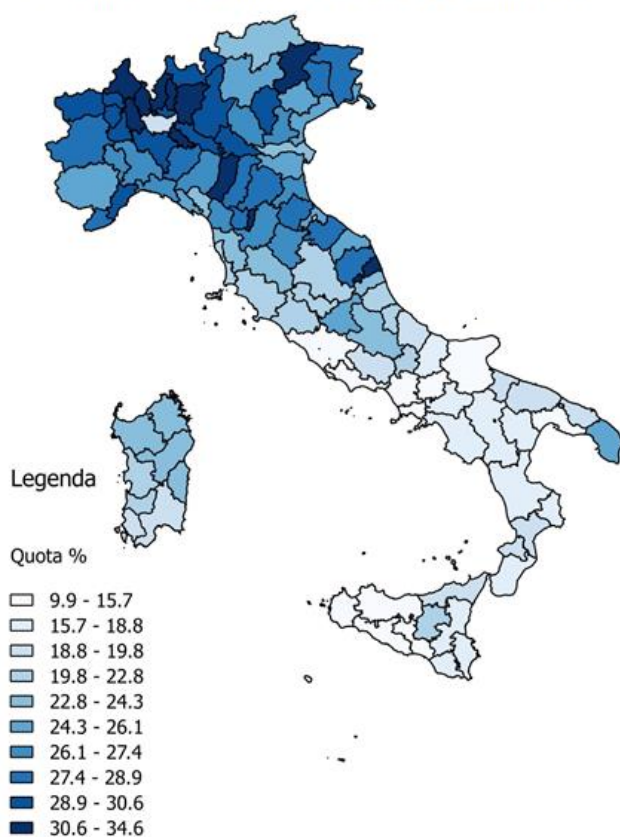 Legenda
Quota %
9.9 - 15.7
15.7 - 18.8
18.8 - 19.8
19.8 - 22.8
22.8 - 24.3
24.3 - 26.1
26.1 - 27.4
27.4 - 28.9
28.9 - 30.6
30.6 - 34.6